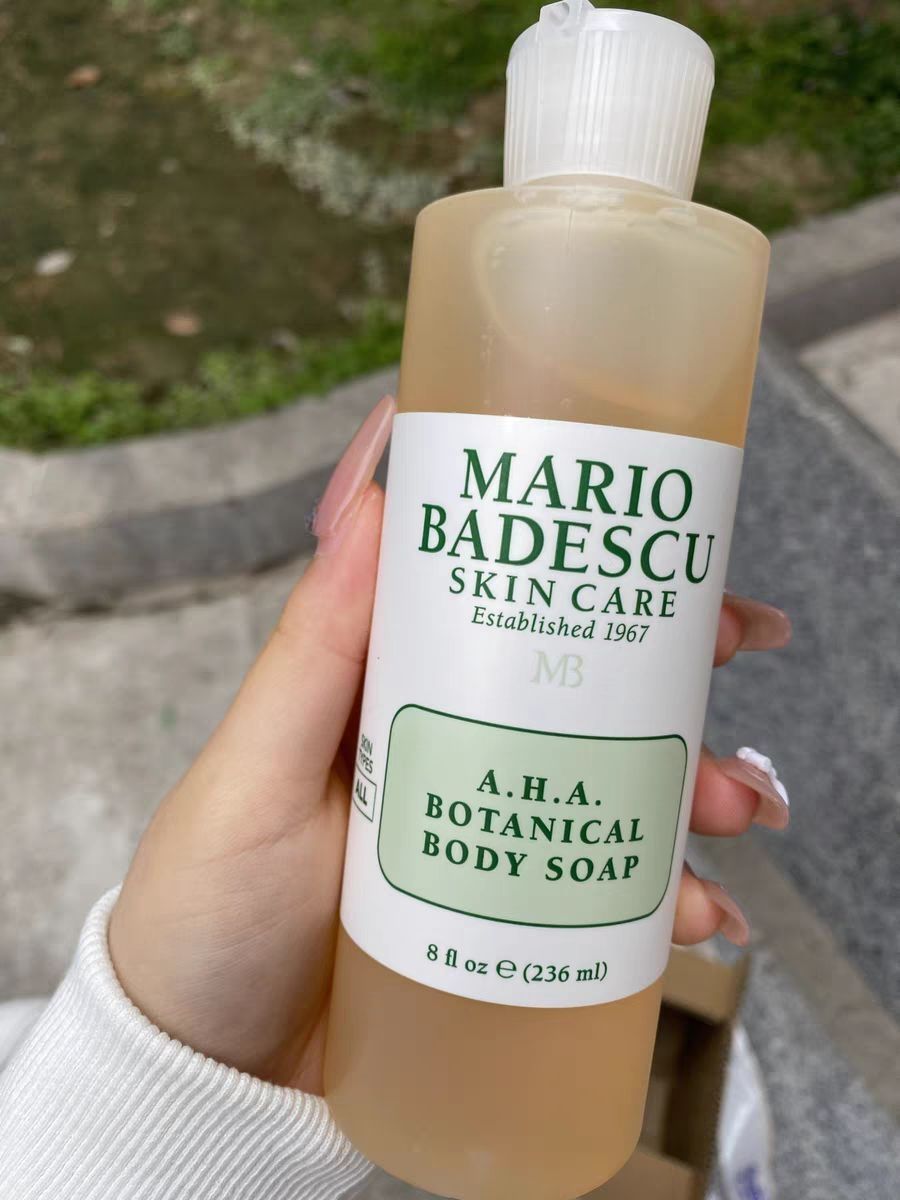 MARIO
BADESCU
SKIN CARE
Established 1967
MB
SKIN
TYPES
ALL
A.H.A.
BOTANICAL
BODY SOAP
8 fl oz ℮ (236 ml)